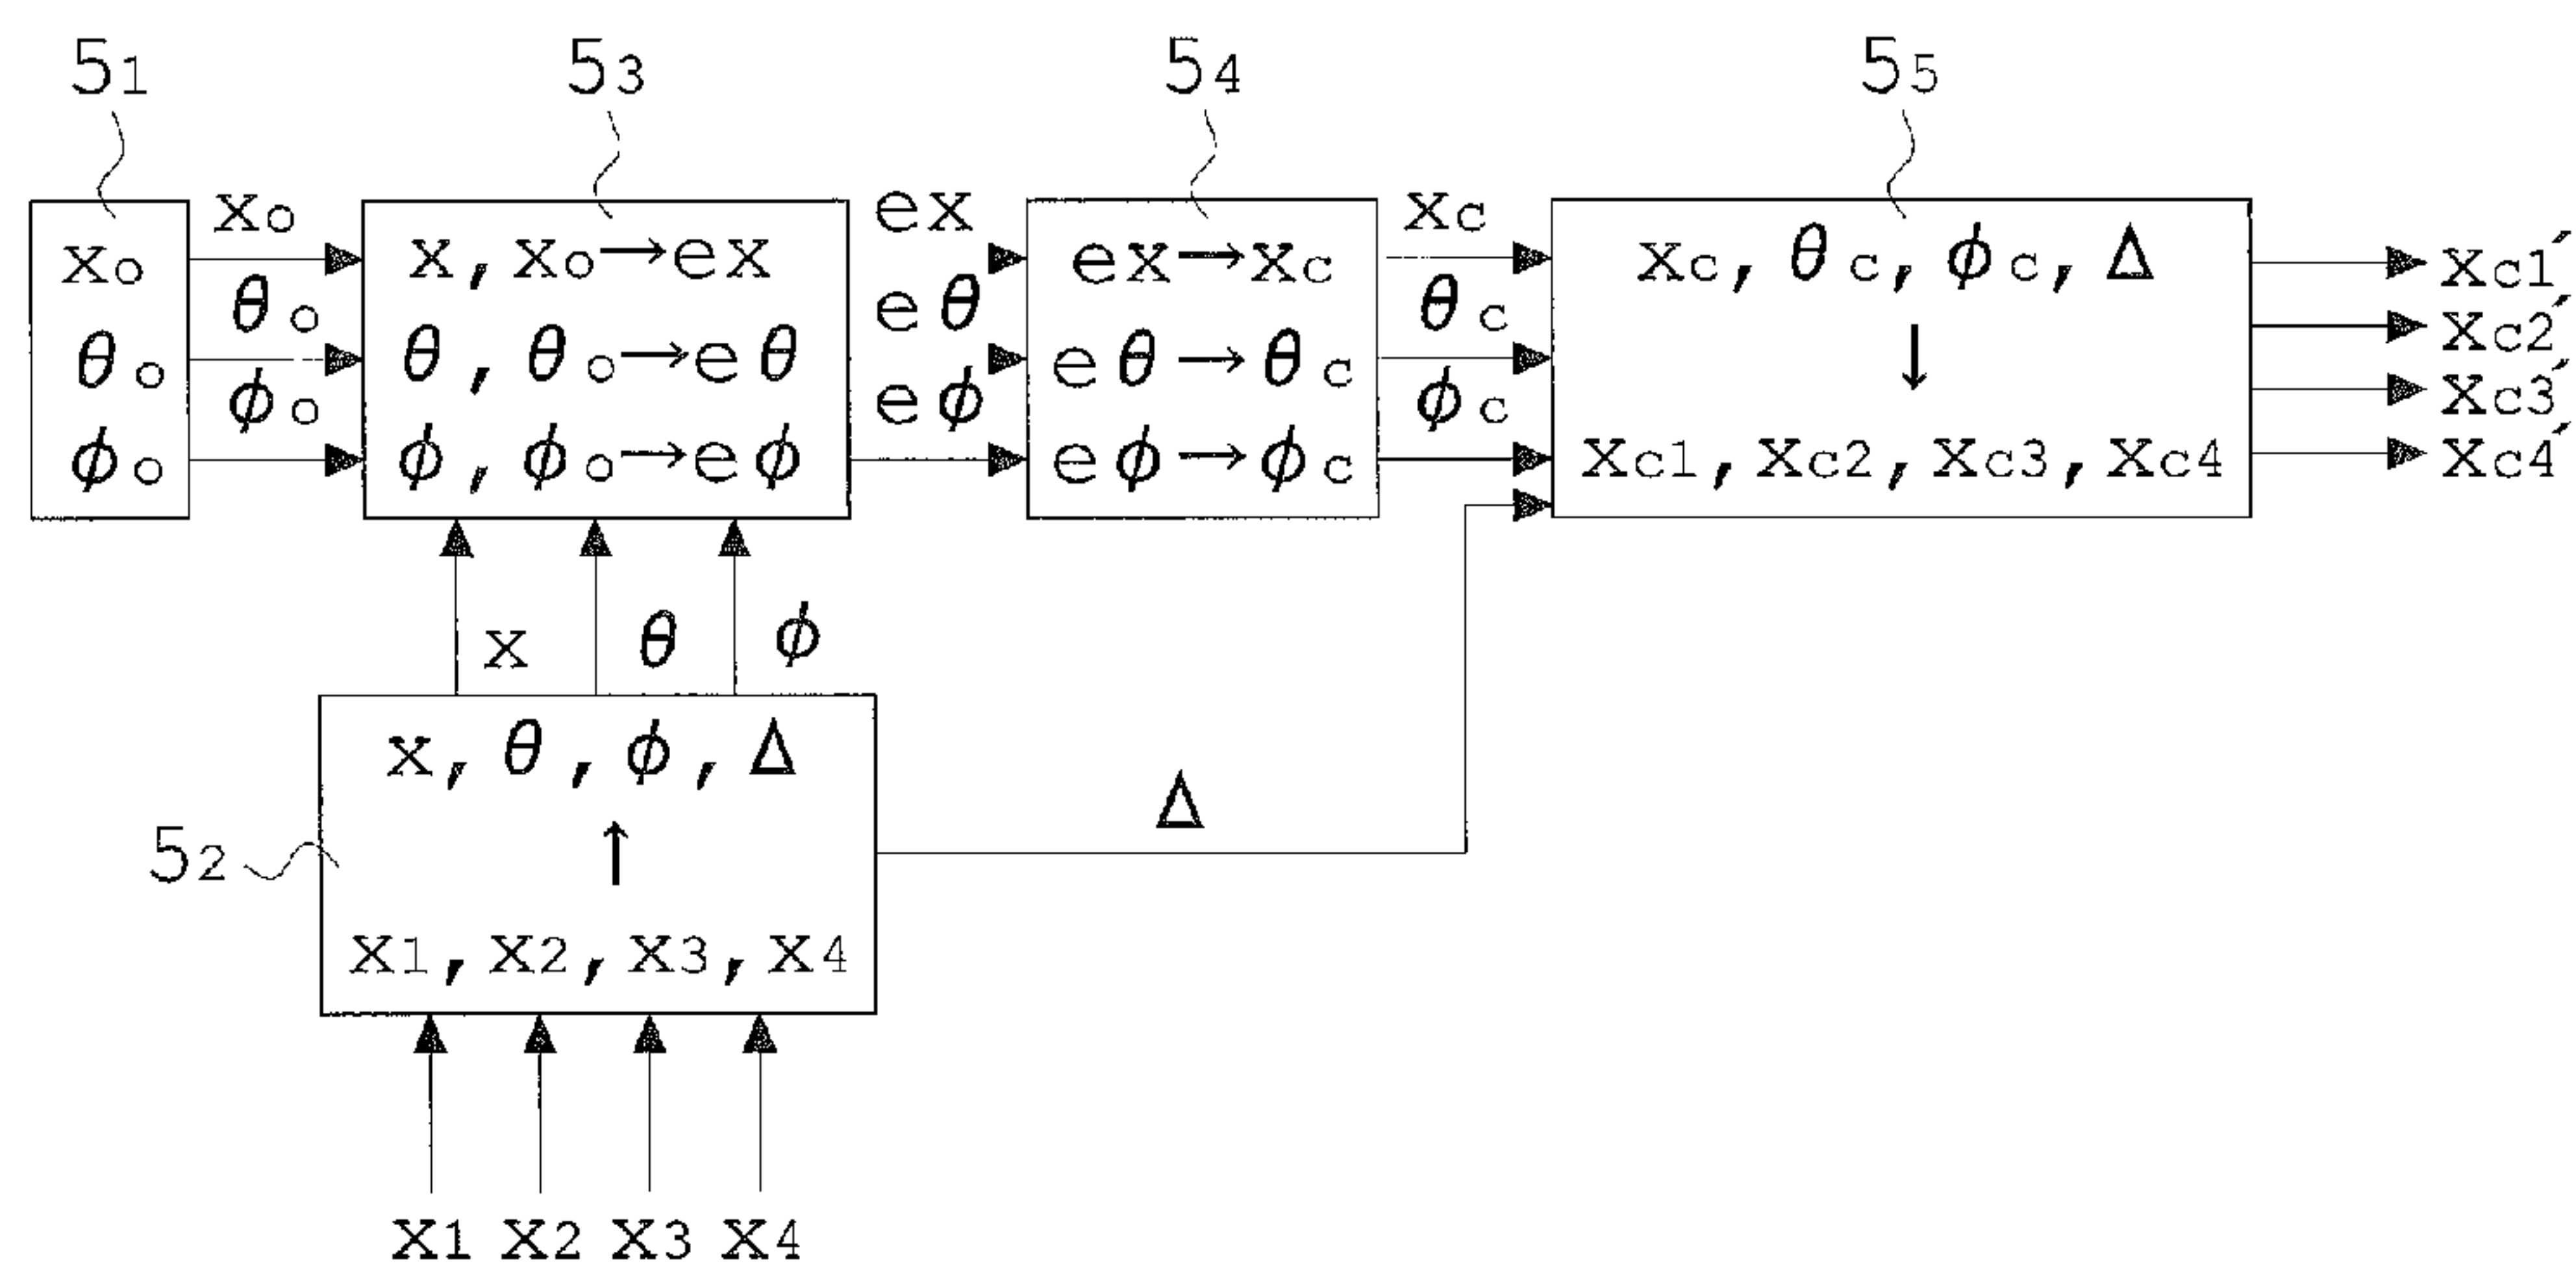 51 53 54 55
xo
θo
φo
xo
θo
φo
x, xo→ex
θ, θo→eθ
φ, φo→eφ
ex
eθ
eφ
ex→xc
eθ→θc
eφ→φc
xc
θc
φc
xc, θc, φc, Δ
↓
xc1, xc2, xc3, xc4
xc1′
xc2′
xc3′
xc4′
x θ φ
52
x, θ, φ, Δ
↑
x1, x2, x3, x4
Δ
x1 x2 x3 x4